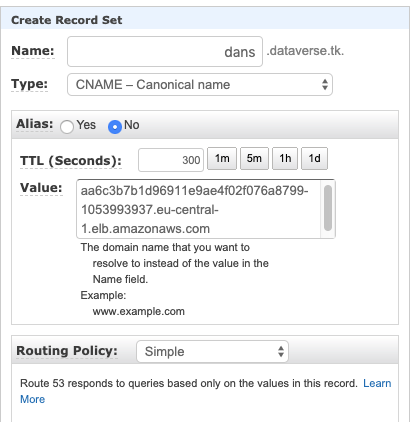 Create Record Set
Name: dans .dataverse.tk.
Type: CNAME – Canonical name
Alias: Yes No
TTL (Seconds): 300 1m 5m 1h 1d
Value: aa6c3b7b1d96911e9ae4f02f076a8799-
1053993937.eu-central-
1.elb.amazonaws.com
The domain name that you want to
resolve to instead of the value in the
Name field.
Example:
www.example.com
Routing Policy: Simple
Route 53 responds to queries based only on the values in this record. Learn
More